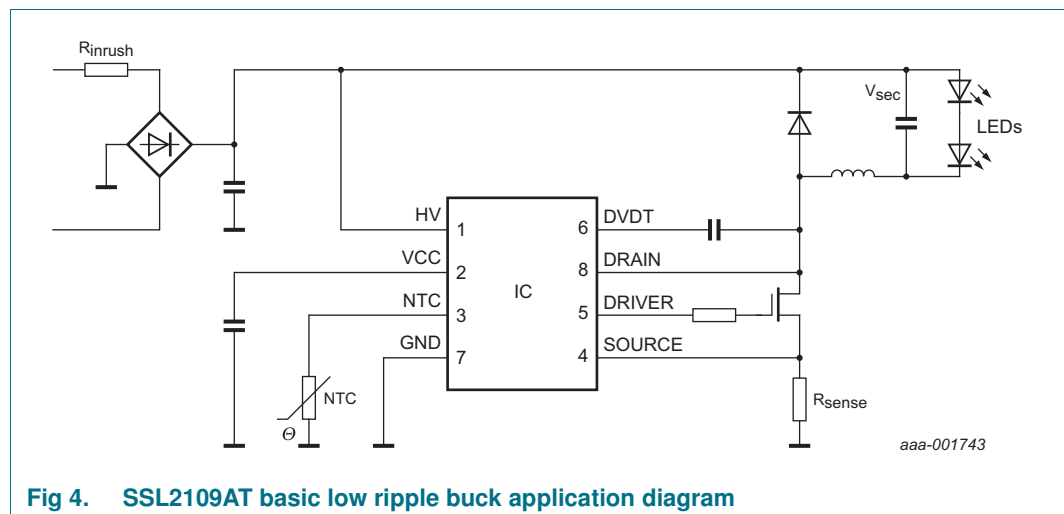 Rinrush
Vsec
LEDs
HV
1
VCC
2
NTC
3
GND
7
IC
DVDT
6
DRAIN
8
DRIVER
5
SOURCE
4
NTC
Θ
Rsense
aaa-001743
Fig 4. SSL2109AT basic low ripple buck application diagram